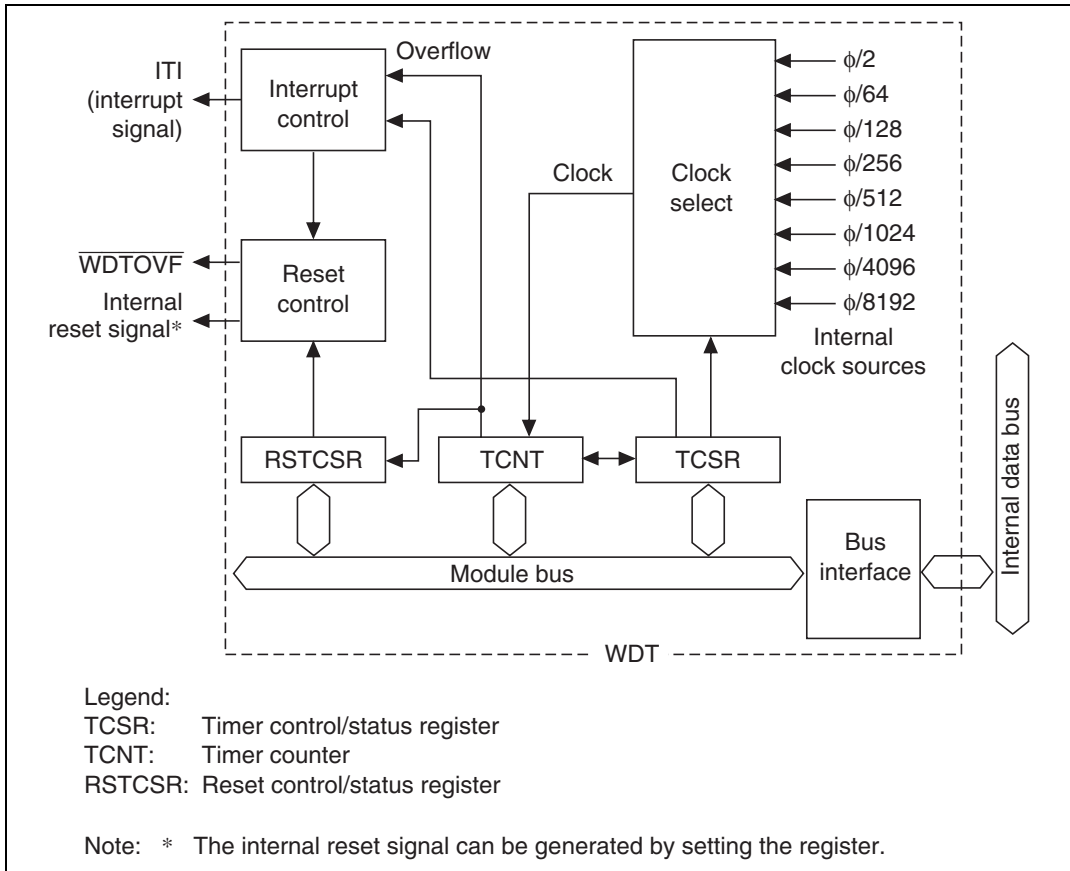 Overflow
ITI
(interrupt
signal)
Interrupt
control
WDTOVF
Internal
reset signal*
Reset
control
Clock
Clock
select
ϕ/2
ϕ/64
ϕ/128
ϕ/256
ϕ/512
ϕ/1024
ϕ/4096
ϕ/8192
Internal
clock sources
RSTCSR
TCNT
TCSR
Module bus
Bus
interface
Internal data bus
WDT
Legend:
TCSR: Timer control/status register
TCNT: Timer counter
RSTCSR: Reset control/status register
Note: * The internal reset signal can be generated by setting the register.